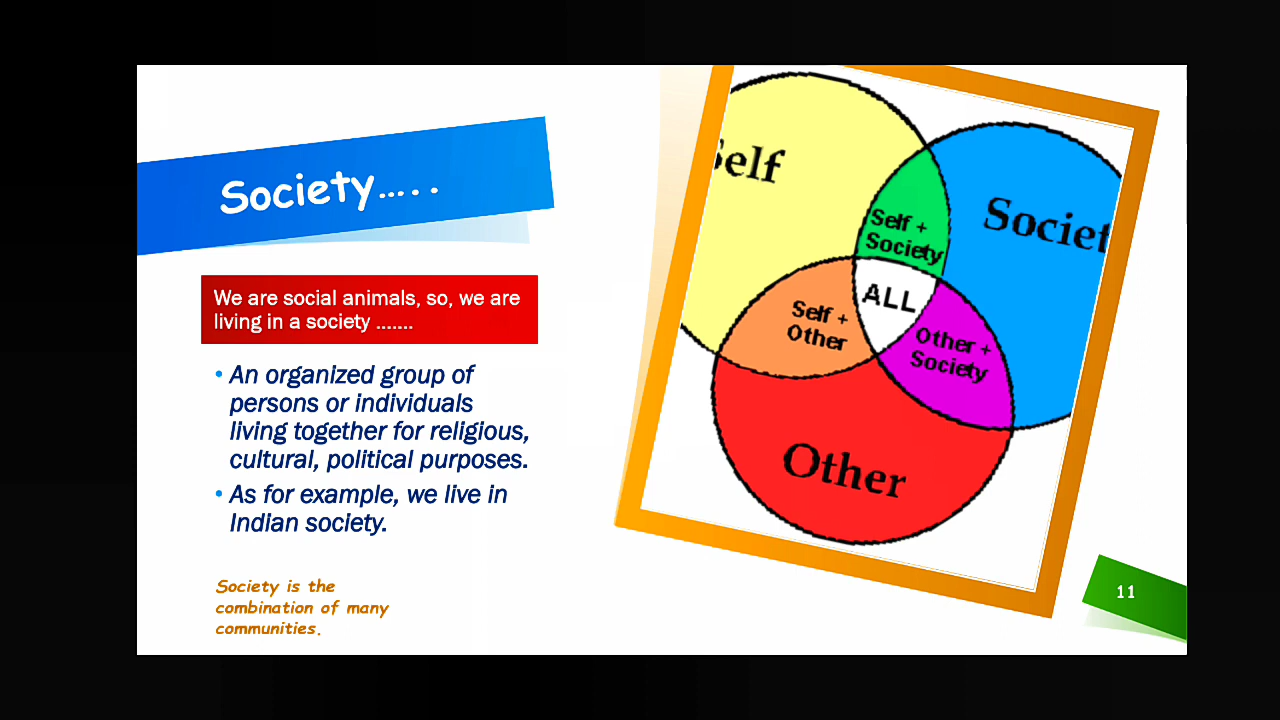 Society…..
We are social animals, so, we are
living in a society .......
• An organized group of
persons or individuals
living together for religious,
cultural, political purposes.
• As for example, we live in
Indian society.
Society is the
combination of many
communities.
Self
Societ
Self +
Society
ALL
Self +
Other
Other +
Society
Other
11